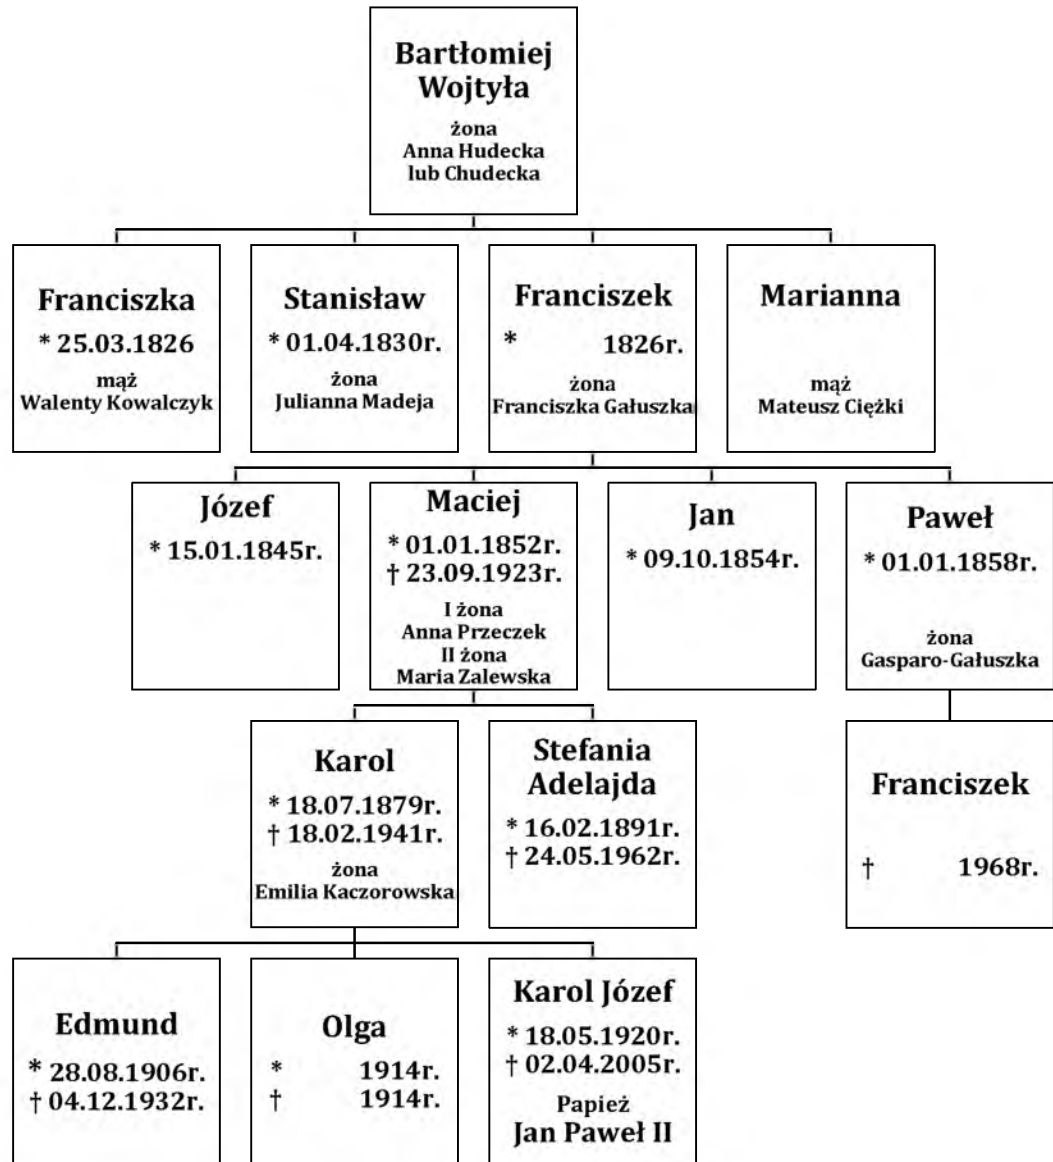 Bartłomiej
Wojtyła
żona
Anna Hudecka
lub Chudecka
Franciszka
* 25.03.1826
mąż
Walenty Kowalczyk
Stanisław
* 01.04.1830r.
żona
Julianna Madeja
Franciszek
* 1826r.
żona
Franciszka Gałuszka
Marianna
mąż
Mateusz Ciężki
Józef
* 15.01.1845r.
Maciej
* 01.01.1852r.
† 23.09.1923r.
I żona
Anna Przeczek
II żona
Maria Zalewska
Jan
* 09.10.1854r.
Paweł
* 01.01.1858r.
żona
Gasparo-Gałuszka
Karol
* 18.07.1879r.
† 18.02.1941r.
żona
Emilia Kaczorowska
Stefania
Adelajda
* 16.02.1891r.
† 24.05.1962r.
Franciszek
† 1968r.
Edmund
* 28.08.1906r.
† 04.12.1932r.
Olga
* 1914r.
† 1914r.
Karol Józef
* 18.05.1920r.
† 02.04.2005r.
Papież
Jan Paweł II